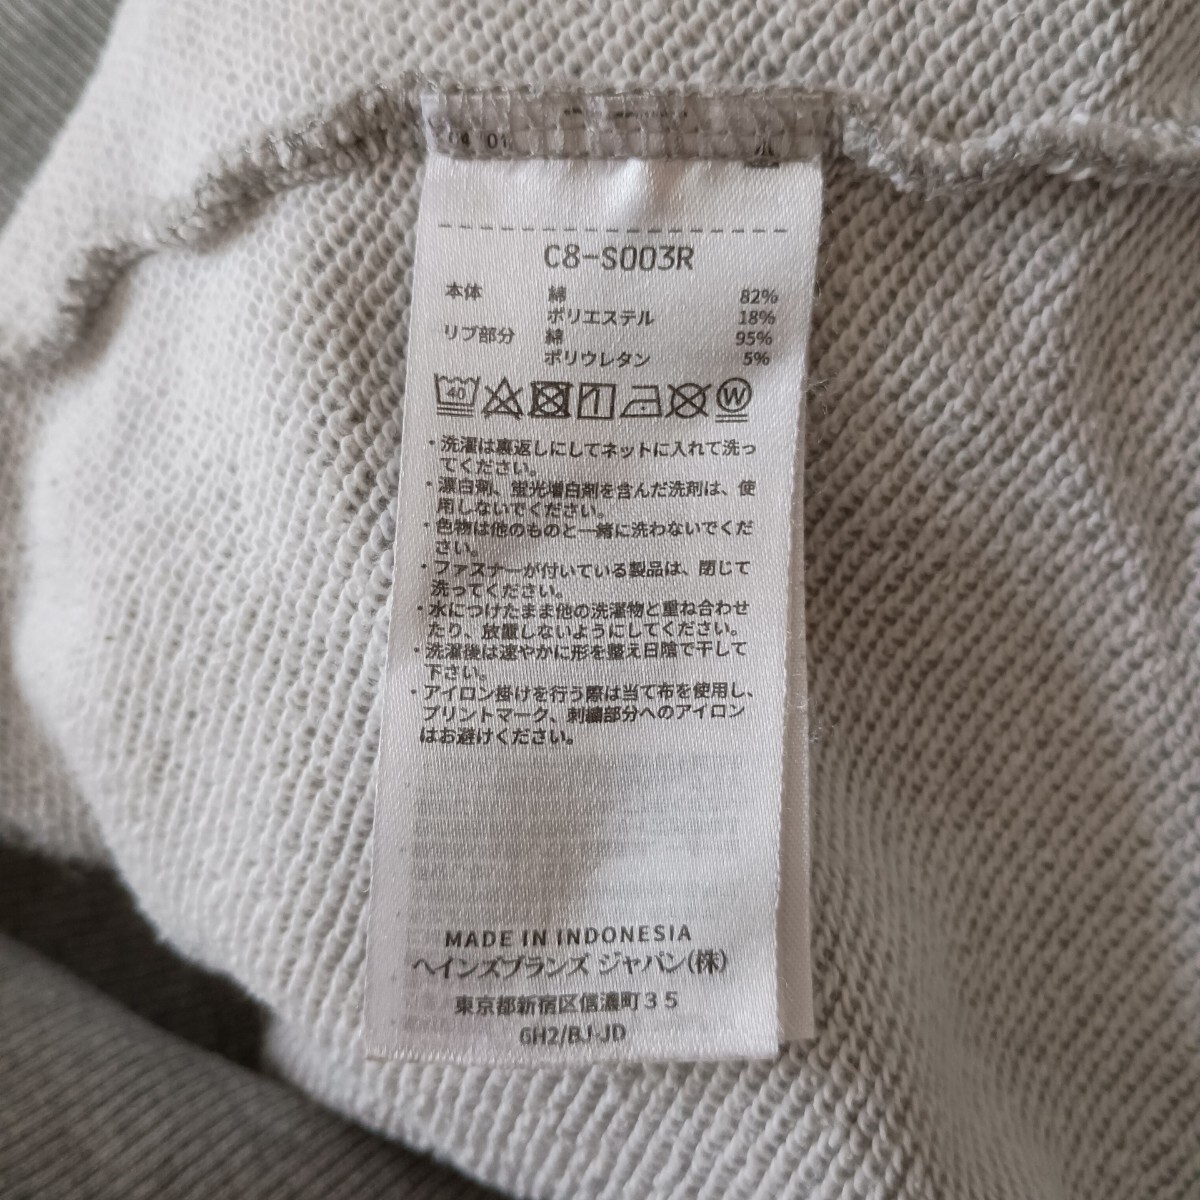 04 01
C8-S003R
本体 綿 82%
ポリエステル 18%
リブ部分 綿 95%
ポリウレタン 5%
40 W
・洗濯は裏返しにしてネットに入れて洗っ
てください。
・漂白剤、蛍光増白剤を含んだ洗剤は、使
用しないでください。
・色物は他のものと一緒に洗わないでくだ
さい。
・ファスナーが付いている製品は、閉じて
洗ってください。
・水につけたまま他の洗濯物と重ね合わせ
たり、放置しないようにしてください。
・洗濯後は速やかに形を整え日陰で干して
下さい。
・アイロン掛けを行う際は当て布を使用し、
プリントマーク、刺繍部分へのアイロン
はお避けください。
MADE IN INDONESIA
ヘインズブランズ ジャパン(株)
東京都新宿区信濃町35
6H2/BJ-JD